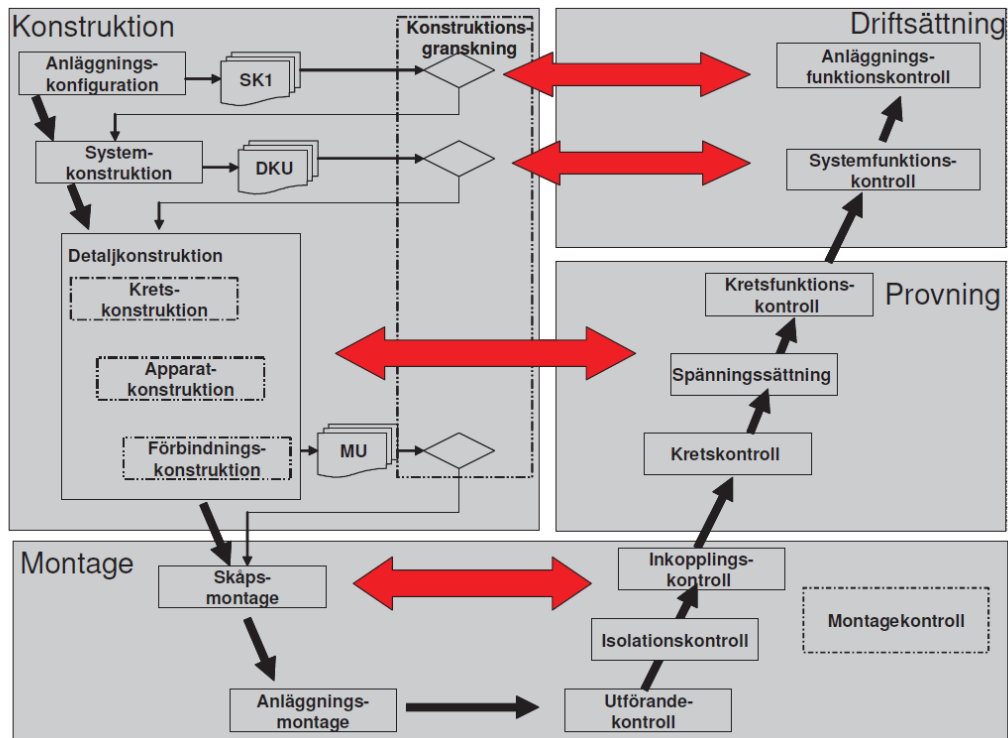 Konstruktion
Konstruktions-
granskning
Anläggnings-
konfiguration
SK1
System-
konstruktion
DKU
Detaljkonstruktion
Krets-
konstruktion
Apparat-
konstruktion
Förbindnings-
konstruktion
MU
Driftsättning
Anläggnings-
funktionskontroll
Systemfunktions-
kontroll
Provning
Kretsfunktions-
kontroll
Spänningssättning
Kretskontroll
Montage
Skåps-
montage
Anläggnings-
montage
Inkopplings-
kontroll
Isolationskontroll
Utförande-
kontroll
Montagekontroll